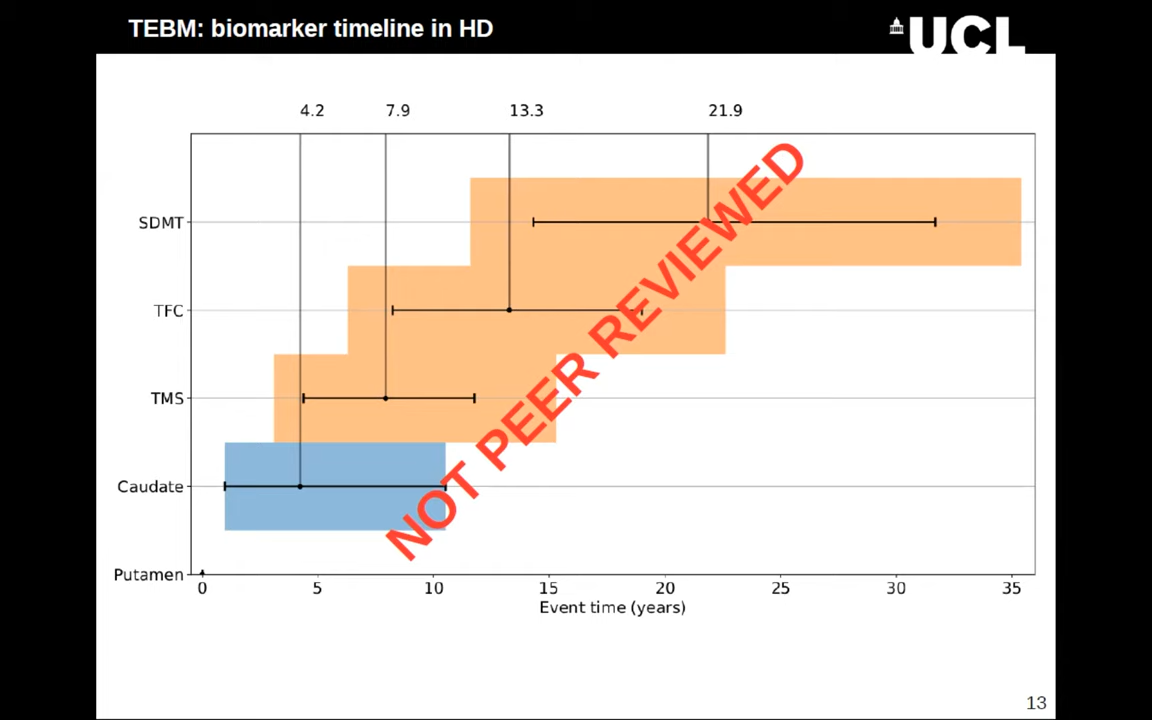 TEBM: biomarker timeline in HD
UCL
4.2 7.9 13.3 21.9
SDMT
TFC
TMS
Caudate
Putamen
NOT PEER REVIEWED
0 5 10 15 20 25 30 35
Event time (years)
13